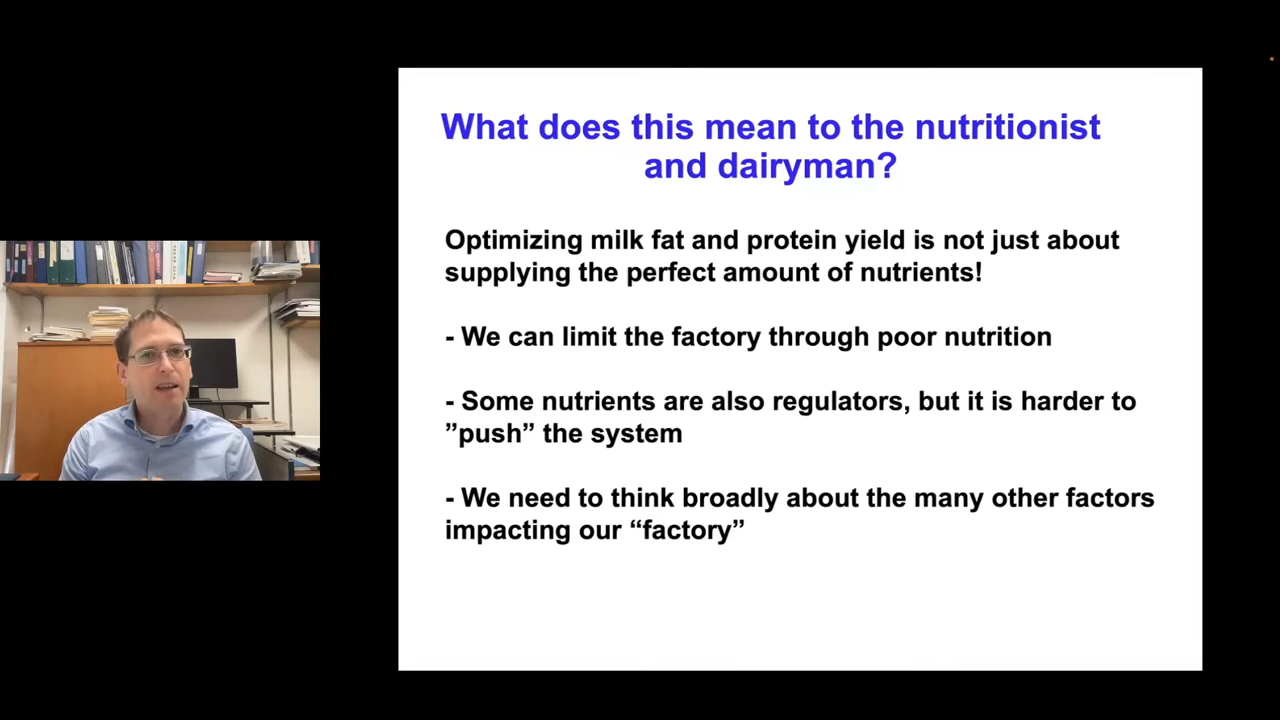 What does this mean to the nutritionist
and dairyman?
Optimizing milk fat and protein yield is not just about
supplying the perfect amount of nutrients!
- We can limit the factory through poor nutrition
- Some nutrients are also regulators, but it is harder to
”push” the system
- We need to think broadly about the many other factors
impacting our “factory”